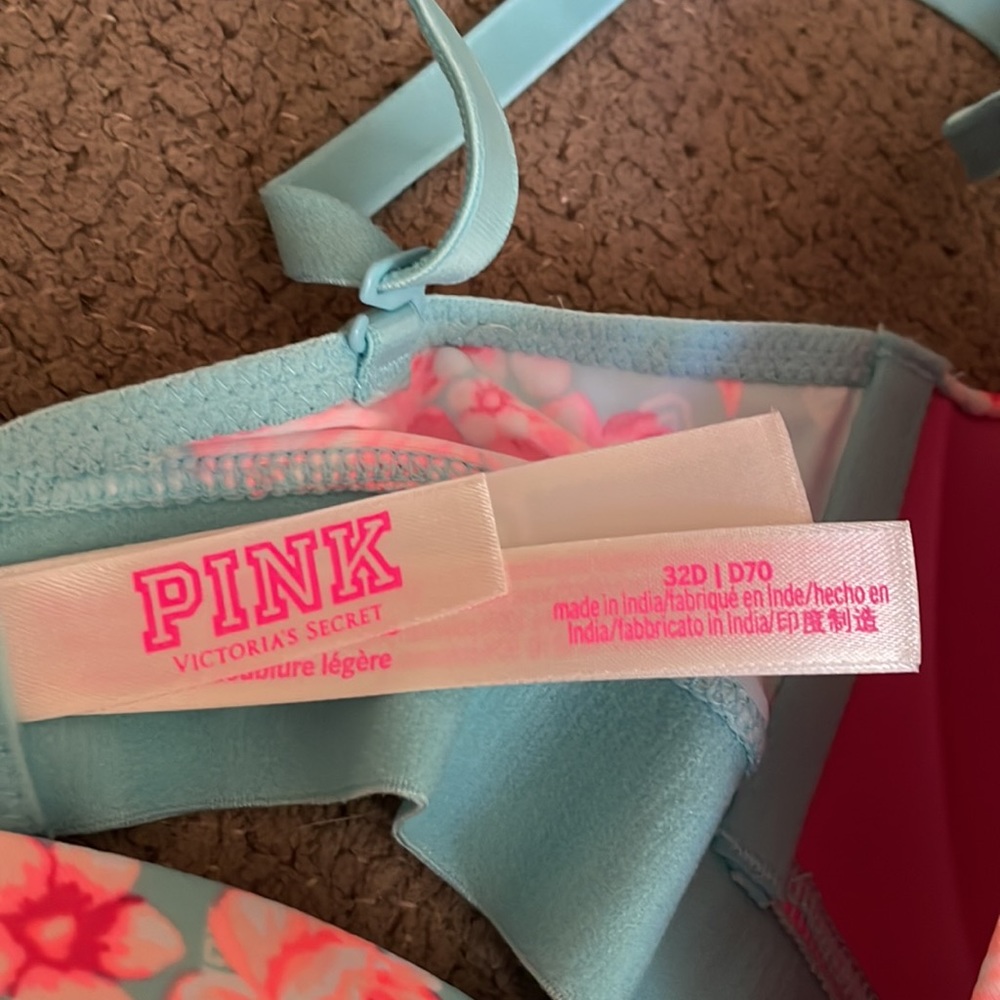 PINK
VICTORIA'S SECRET
légère
32D | D70
made in India/fabriqué en Inde/hecho en
India/fabbricato in India/印度制造